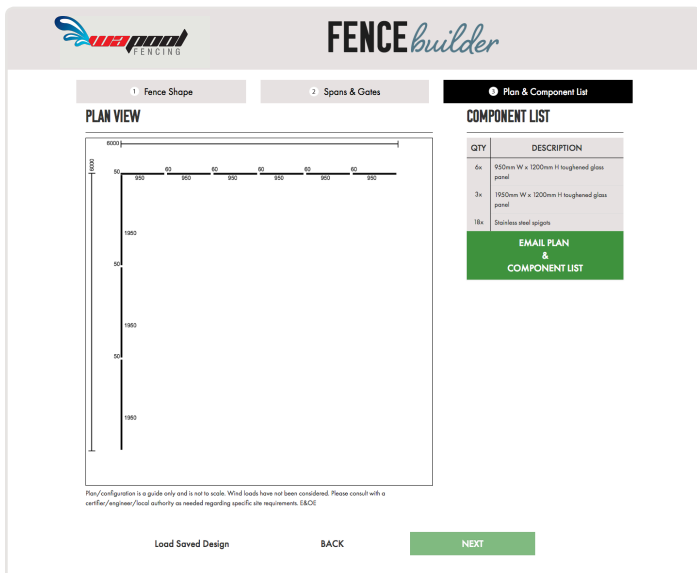 wapool
FENCING
FENCE builder
1 Fence Shape
2 Spans & Gates
3 Plan & Component List
PLAN VIEW
COMPONENT LIST
6000
6000
50
60
60
60
60
60
950
950
950
950
950
950
1950
50
1950
50
1950
QTY
DESCRIPTION
6x
950mm W x 1200mm H toughened glass
panel
3x
1950mm W x 1200mm H toughened glass
panel
18x
Stainless steel spigots
EMAIL PLAN
&
COMPONENT LIST
Plan/configuration is a guide only and is not to scale. Wind loads have not been considered. Please consult with a
certifier/engineer/local authority as needed regarding specific site requirements. E&OE
Load Saved Design
BACK
NEXT